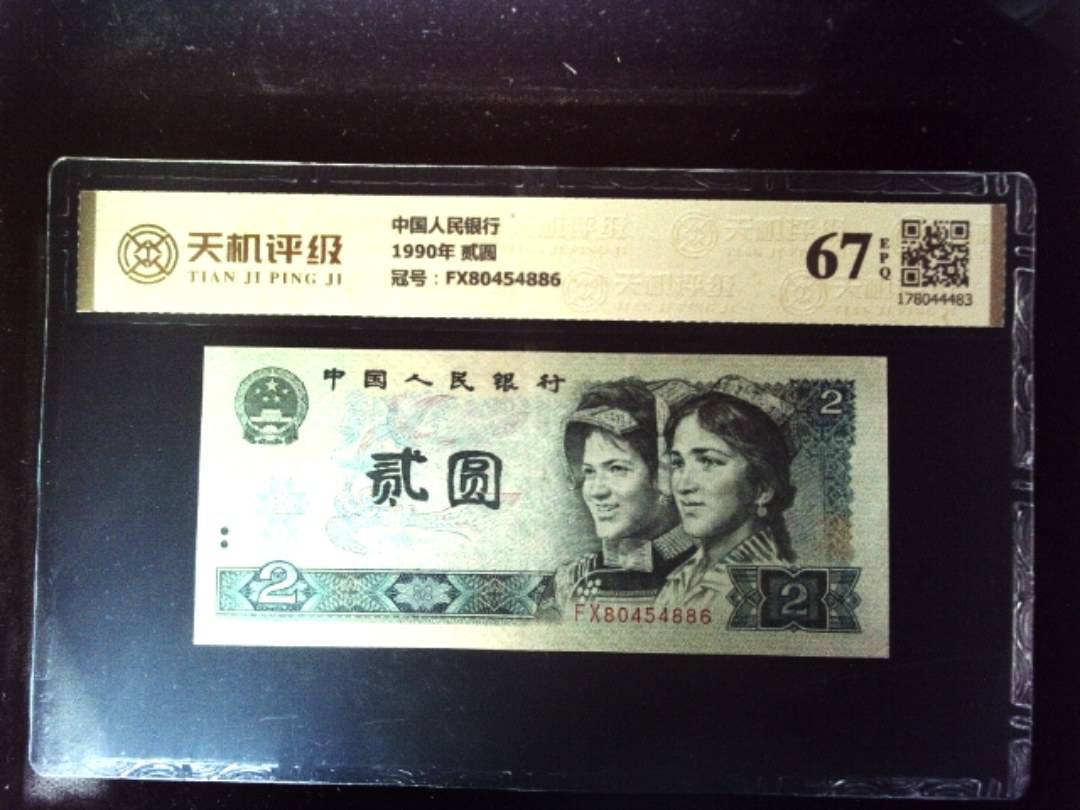 天机评级
TIAN JI PING JI
中国人民银行
1990年 贰圆
冠号：FX80454886
67
EPQ
178044483
中国人民银行
2
贰圆
2
FX80454886
2